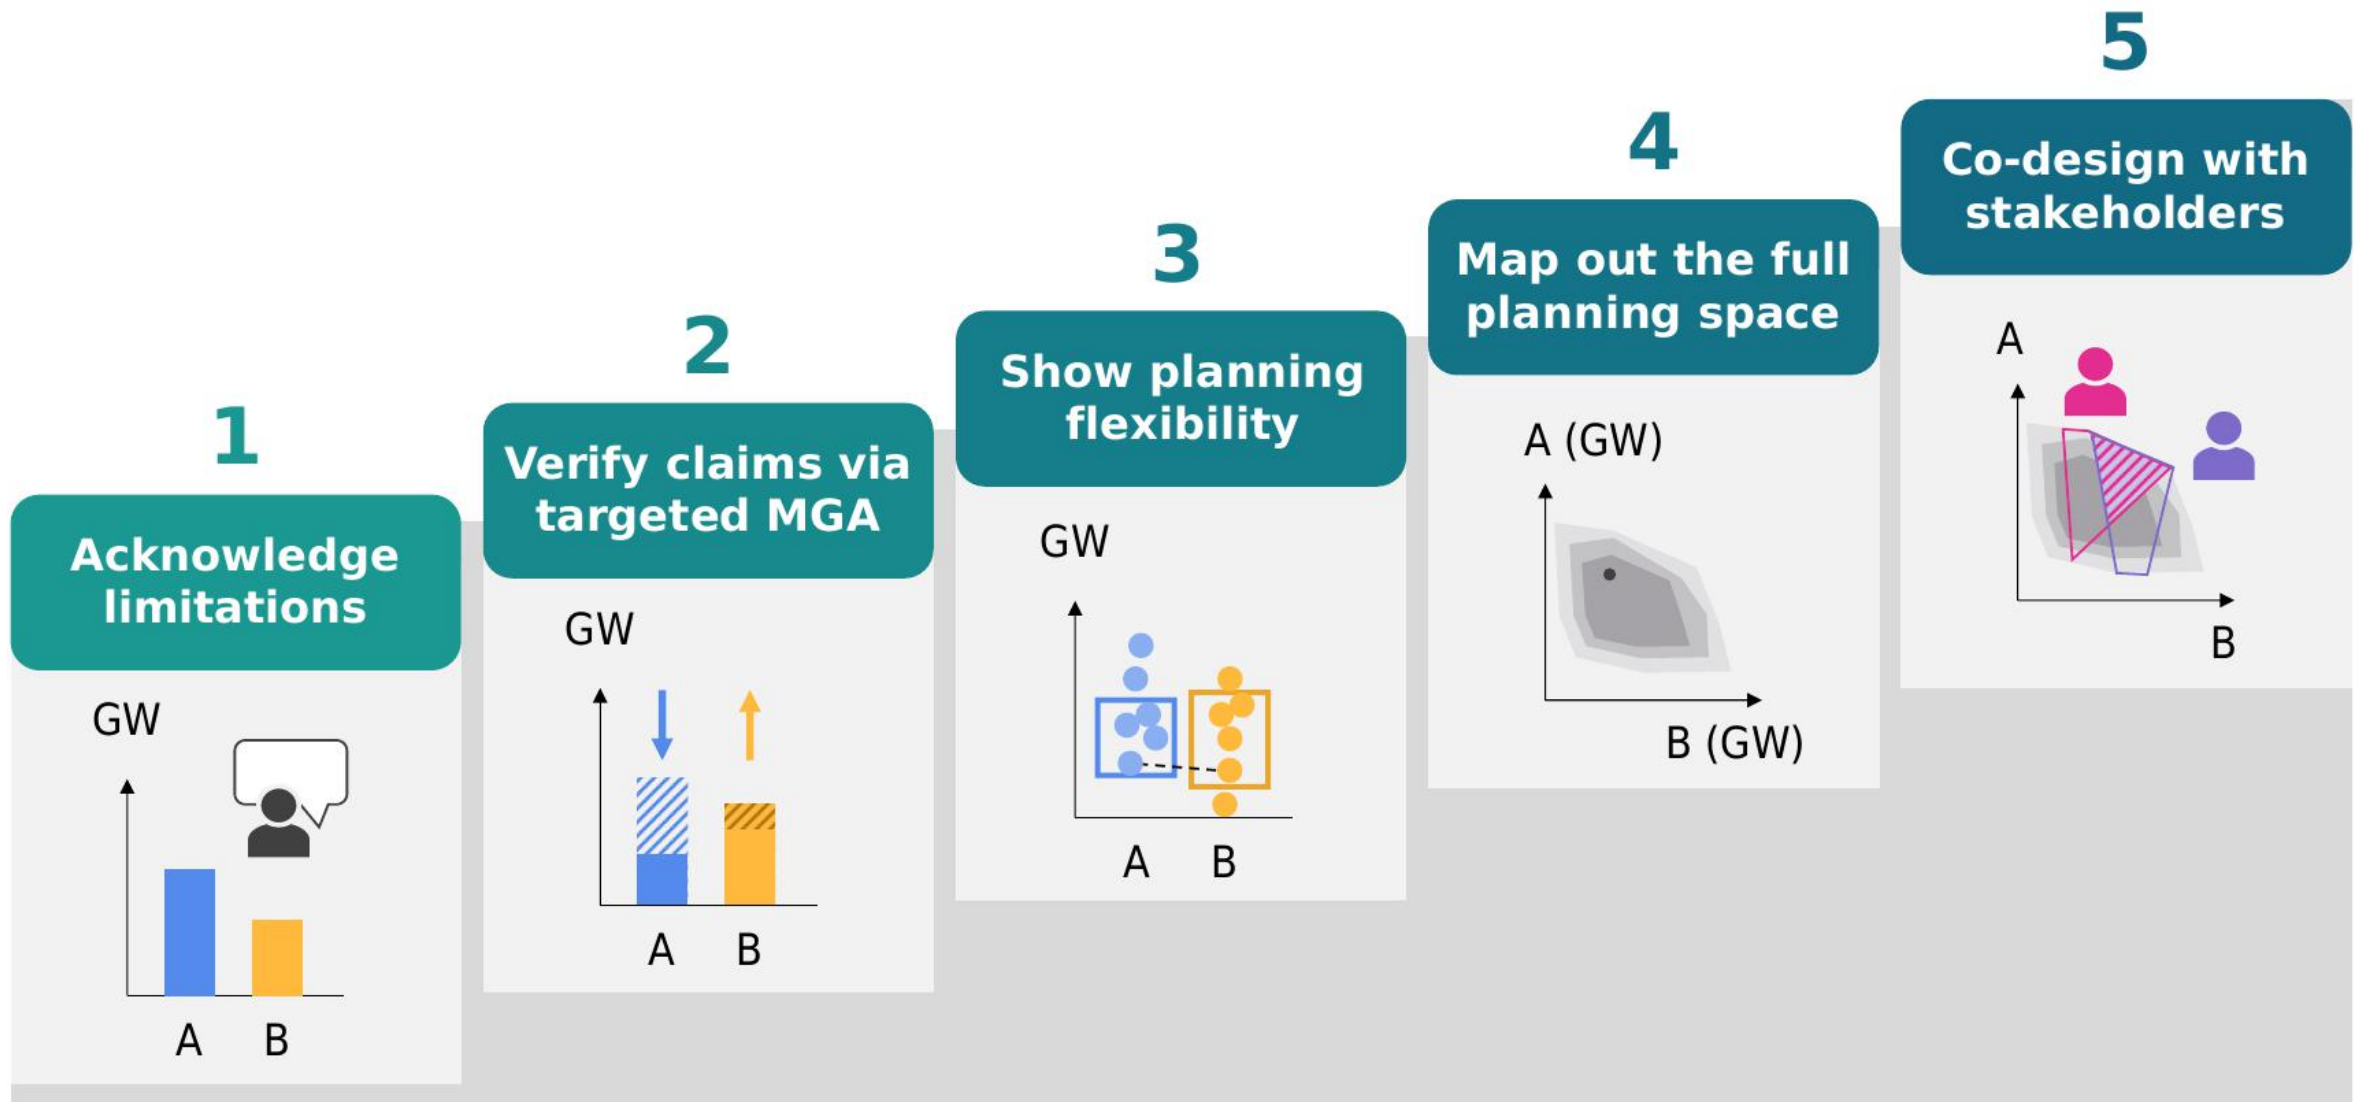 1
Acknowledge
limitations
GW
A B
2
Verify claims via
targeted MGA
GW
A B
3
Show planning
flexibility
GW
A B
4
Map out the full
planning space
A (GW)
B (GW)
5
Co-design with
stakeholders
A
B